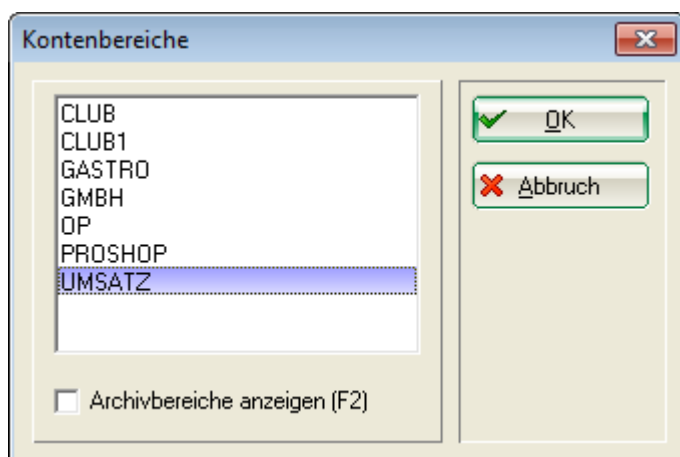 Kontenbereiche
CLUB
CLUB1
GASTRO
GMBH
OP
PROSHOP
UMSATZ
Archivbereiche anzeigen (F2)
OK
Abbruch